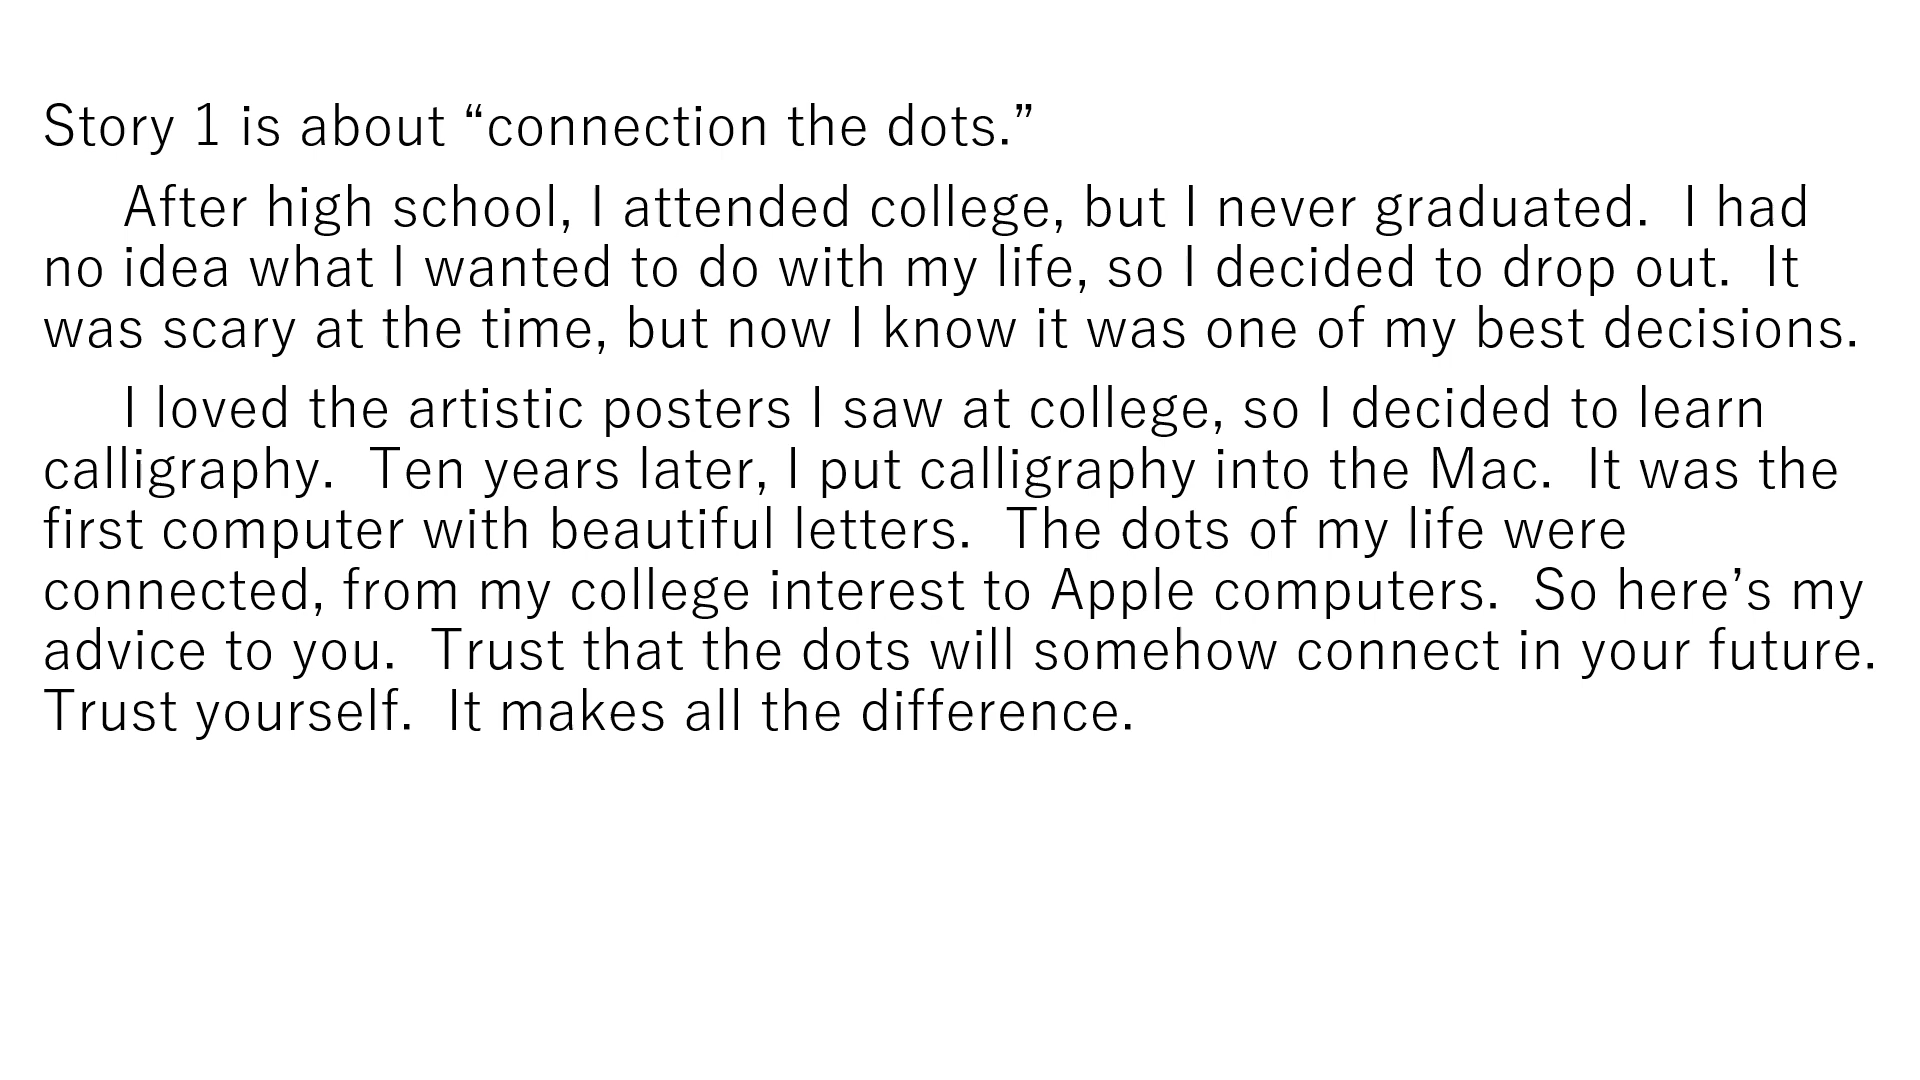 Story 1 is about “connection the dots.”
After high school, I attended college, but I never graduated.  I had
no idea what I wanted to do with my life, so I decided to drop out.  It
was scary at the time, but now I know it was one of my best decisions.
I loved the artistic posters I saw at college, so I decided to learn
calligraphy.  Ten years later, I put calligraphy into the Mac.  It was the
first computer with beautiful letters.  The dots of my life were
connected, from my college interest to Apple computers.  So here’s my
advice to you.  Trust that the dots will somehow connect in your future.
Trust yourself.  It makes all the difference.